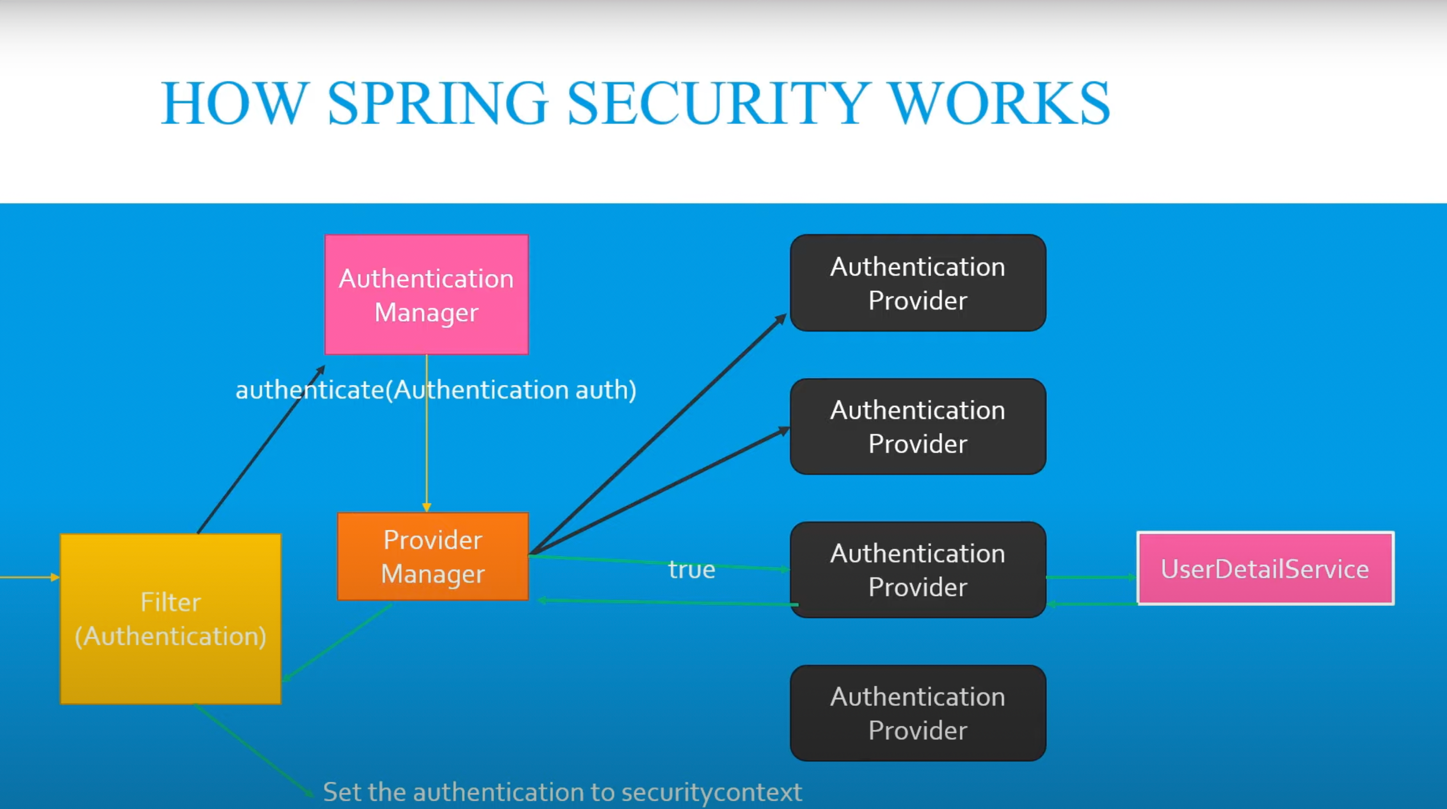 HOW SPRING SECURITY WORKS
Authentication
Manager
authenticate(Authentication auth)
Provider
Manager
Filter
(Authentication)
Authentication
Provider
Authentication
Provider
true
Authentication
Provider
UserDetailService
Authentication
Provider
Set the authentication to securitycontext